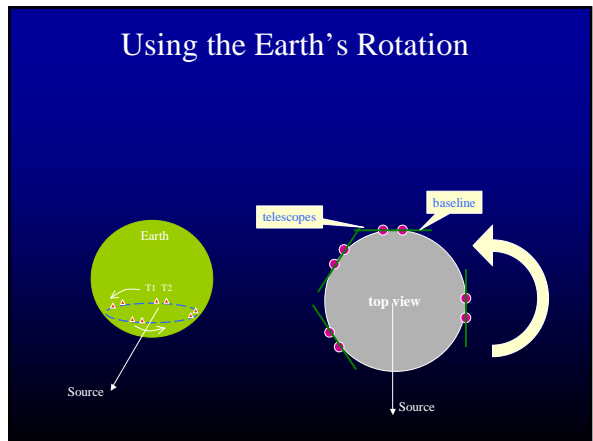 Using the Earth’s Rotation
telescopes
baseline
Earth
T1 T2
top view
Source
Source